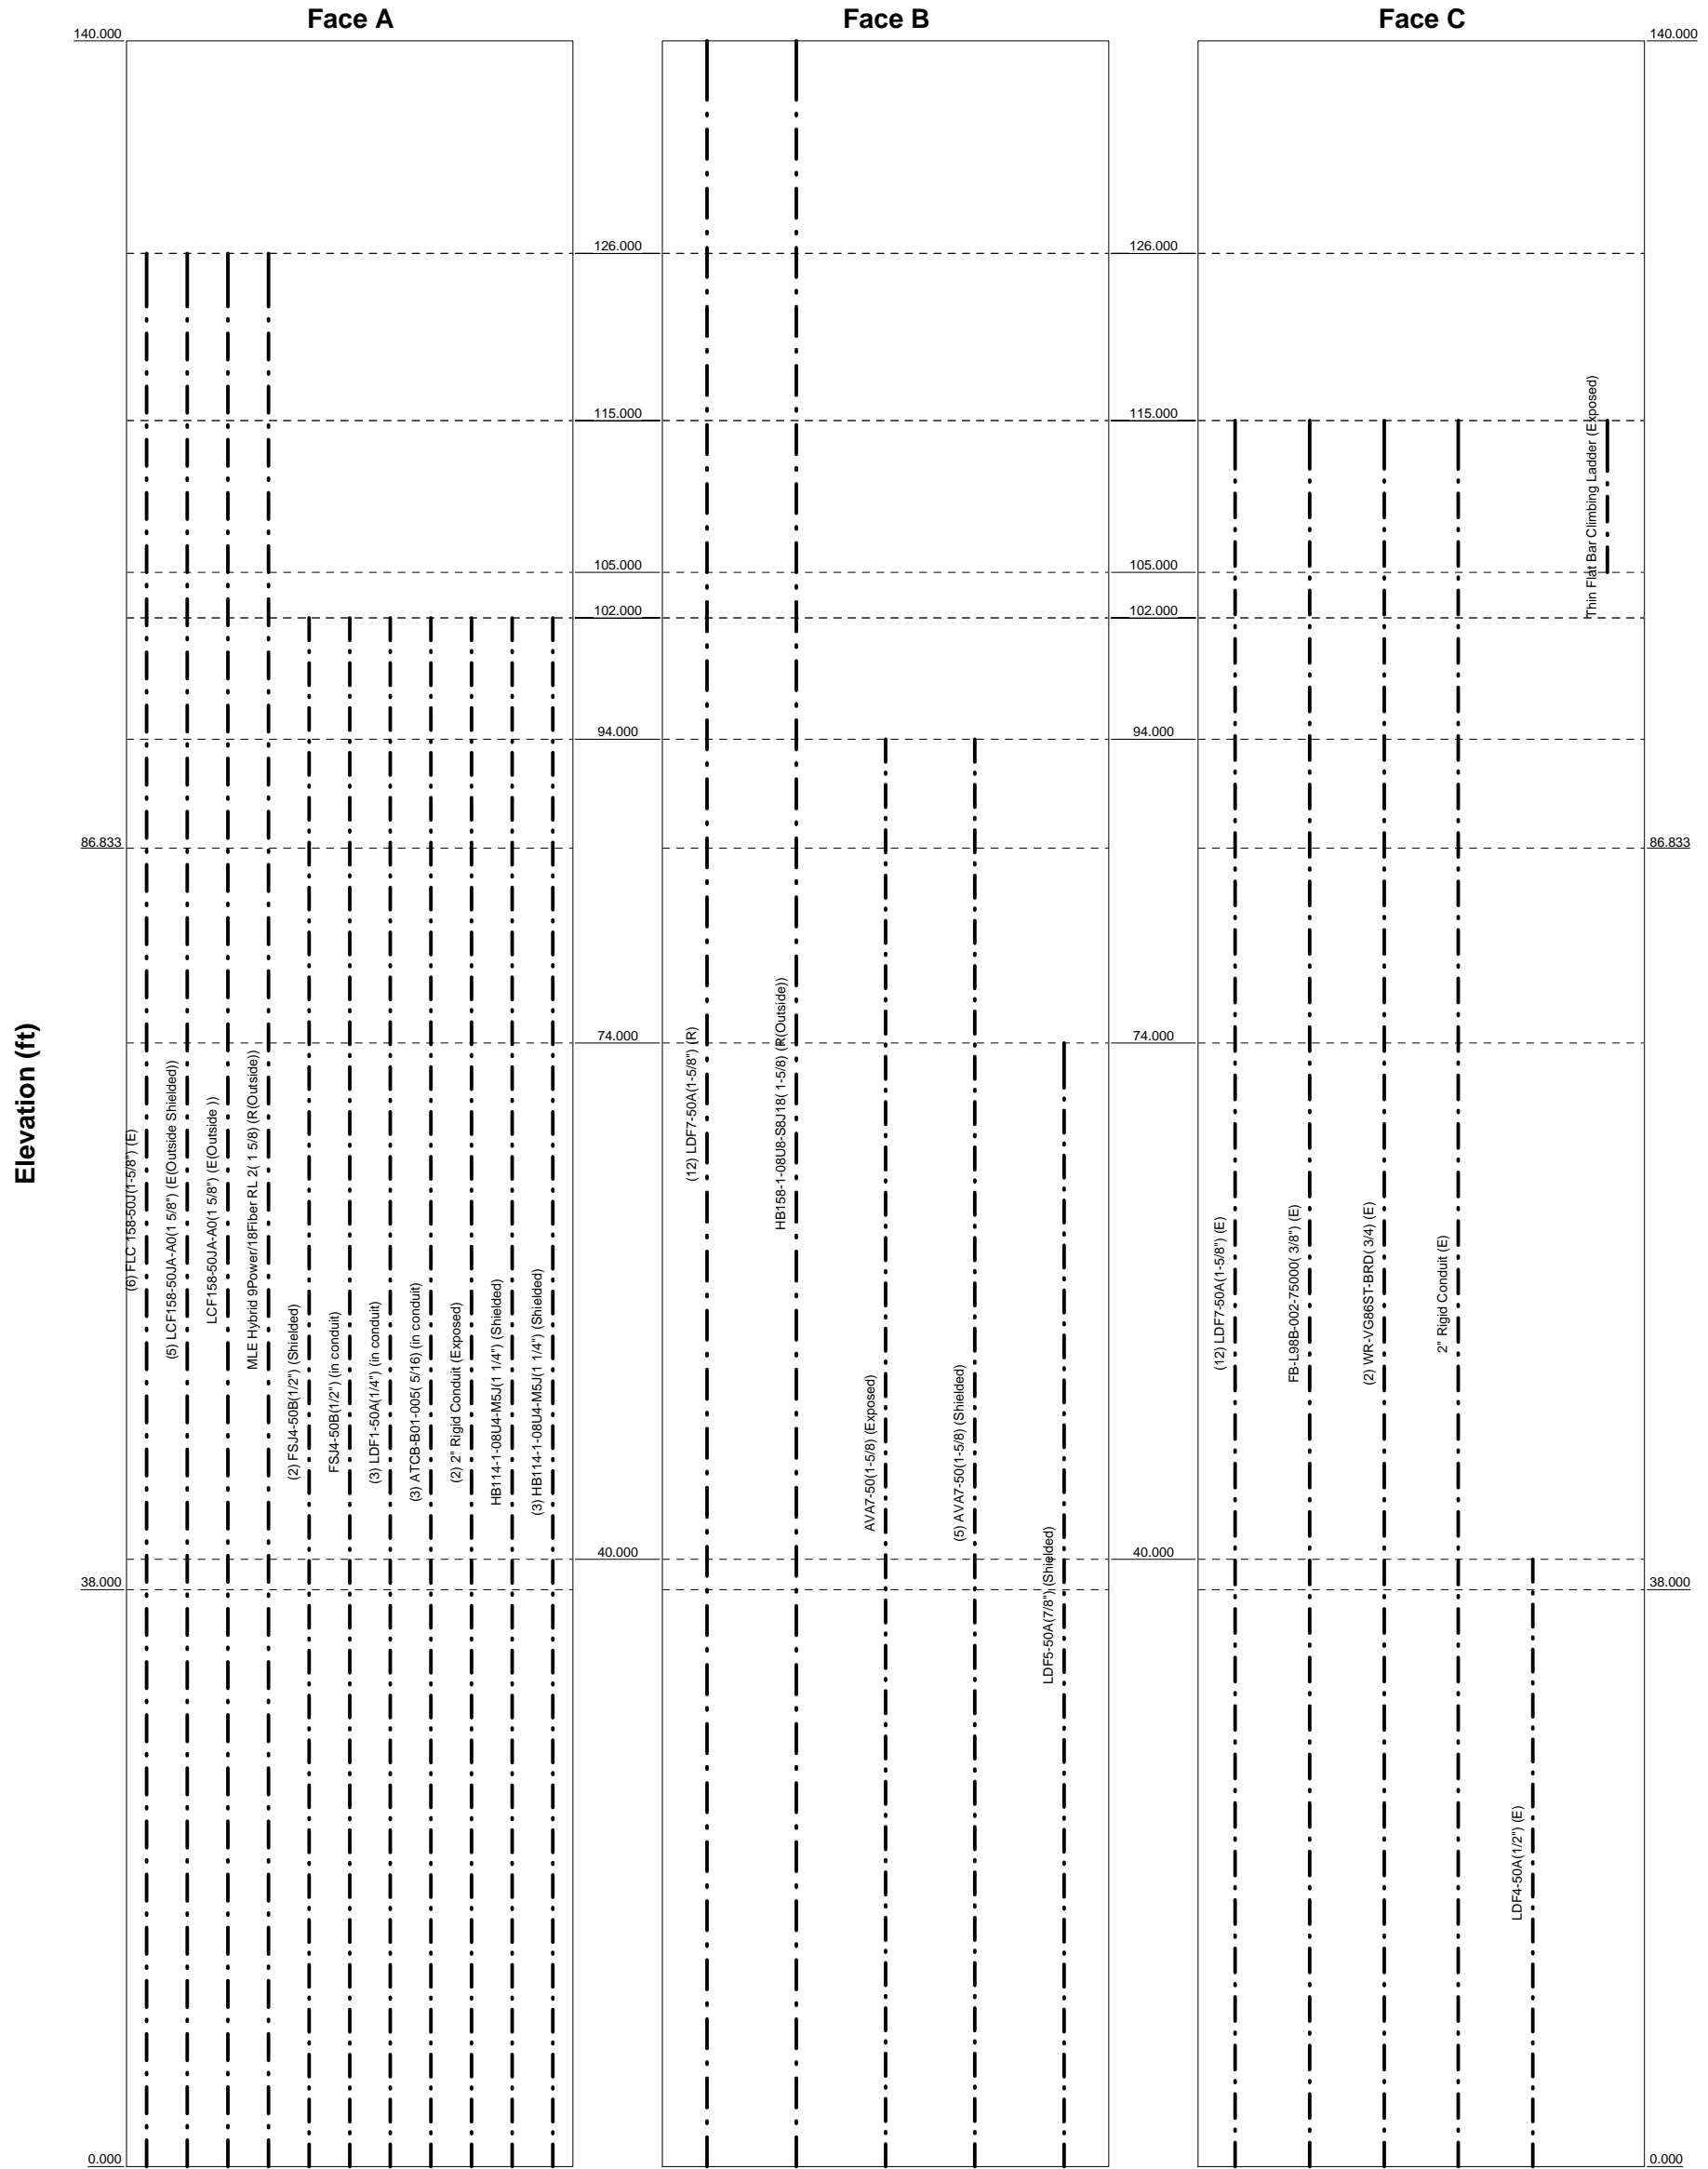 Face A
Face B
Face C
140.000
140.000
126.000
126.000
115.000
115.000
105.000
105.000
102.000
102.000
94.000
94.000
86.833
86.833
74.000
74.000
40.000
40.000
38.000
38.000
0.000
0.000
Elevation (ft)
(6) FLC 158-50J(1-5/8") (E)
(5) LCF158-50JA-A0(1 5/8") (E(Outside Shielded))
LCF158-50JA-A0(1 5/8") (E(Outside ))
MLE Hybrid 9Power/18Fiber RL 2( 1 5/8) (R(Outside))
(2) FSJ4-50B(1/2") (Shielded)
FSJ4-50B(1/2") (in conduit)
(3) LDF1-50A(1/4") (in conduit)
(3) ATCB-B01-005( 5/16) (in conduit)
(2) 2" Rigid Conduit (Exposed)
HB114-1-08U4-M5J(1 1/4") (Shielded)
(3) HB114-1-08U4-M5J(1 1/4") (Shielded)
(12) LDF7-50A(1-5/8") (R)
HB158-1-08U8-S8J18( 1-5/8) (R(Outside))
AVA7-50(1-5/8) (Exposed)
(5) AVA7-50(1-5/8) (Shielded)
LDF5-50A(7/8") (Shielded)
(12) LDF7-50A(1-5/8") (E)
FB-L98B-002-75000( 3/8") (E)
(2) WR-VG86ST-BRD( 3/4) (E)
2" Rigid Conduit (E)
LDF4-50A(1/2") (E)
Thin Flat Bar Climbing Ladder (Exposed)